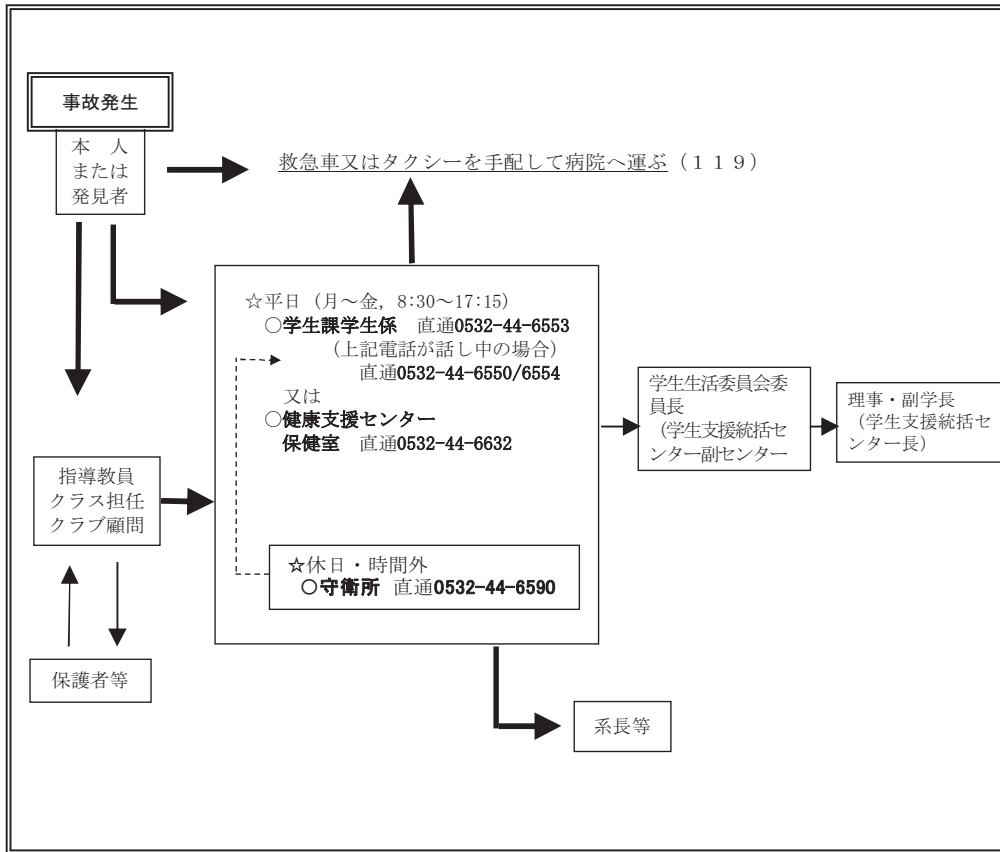 事故発生
本　人
または
発見者
救急車又はタクシーを手配して病院へ運ぶ（１１９）
☆平日（月～金，8:30～17:15）
○学生課学生係　直通0532-44-6553
（上記電話が話し中の場合）
直通0532-44-6550/6554
又は
○健康支援センター
保健室　直通0532-44-6632
☆休日・時間外
○守衛所　直通0532-44-6590
学生生活委員会委
員長
（学生支援統括セ
ンター副センター
理事・副学長
（学生支援統括セ
ンター長）
指導教員
クラス担任
クラブ顧問
保護者等
系長等